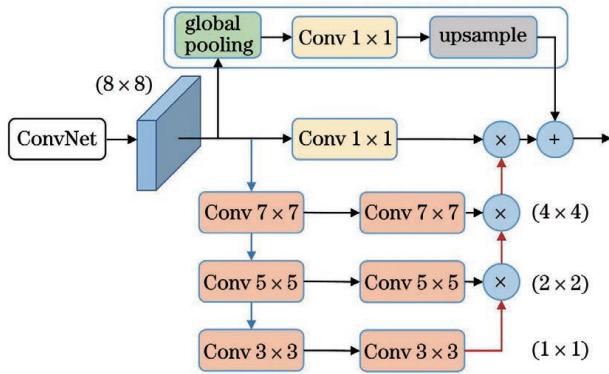 global
pooling
Conv 1 × 1
upsample
(8 × 8)
ConvNet
Conv 1 × 1
×
+
Conv 7 × 7
Conv 7 × 7
×
(4 × 4)
Conv 5 × 5
Conv 5 × 5
×
(2 × 2)
Conv 3 × 3
Conv 3 × 3
(1 × 1)